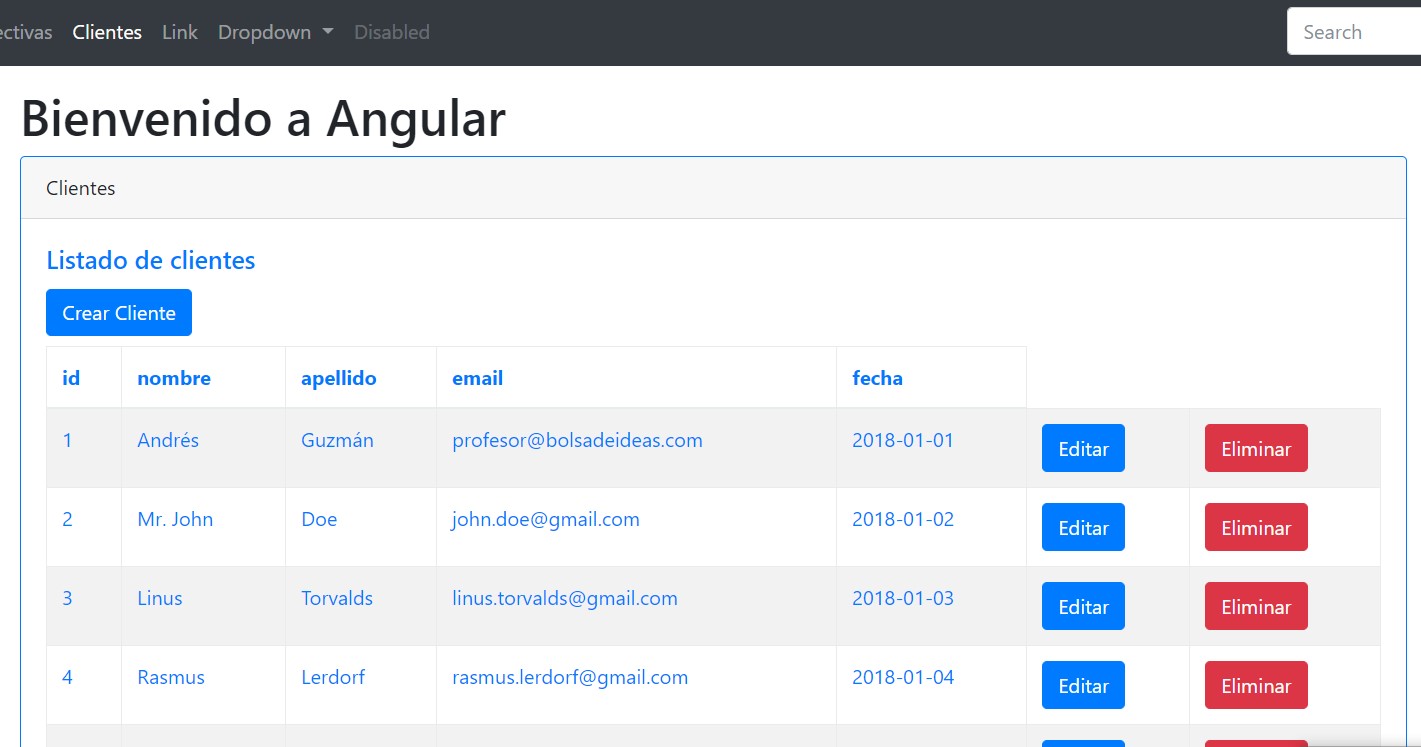 ectivas Clientes Link Dropdown Disabled Search
Bienvenido a Angular
Clientes
Listado de clientes
Crear Cliente
id nombre apellido email fecha
1 Andrés Guzmán profesor@bolsadeideas.com 2018-01-01 Editar Eliminar
2 Mr. John Doe john.doe@gmail.com 2018-01-02 Editar Eliminar
3 Linus Torvalds linus.torvalds@gmail.com 2018-01-03 Editar Eliminar
4 Rasmus Lerdorf rasmus.lerdorf@gmail.com 2018-01-04 Editar Eliminar